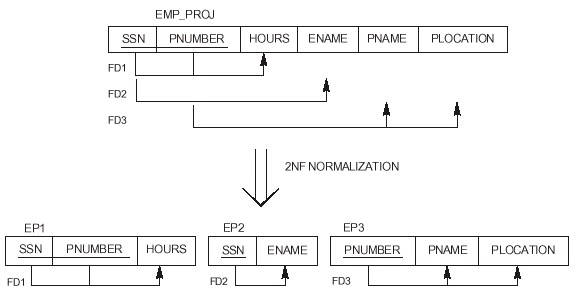 EMP_PROJ
SSN PNUMBER HOURS ENAME PNAME PLOCATION
FD1
FD2
FD3
2NF NORMALIZATION
EP1 EP2 EP3
SSN PNUMBER HOURS SSN ENAME PNUMBER PNAME PLOCATION
FD1 FD2 FD3